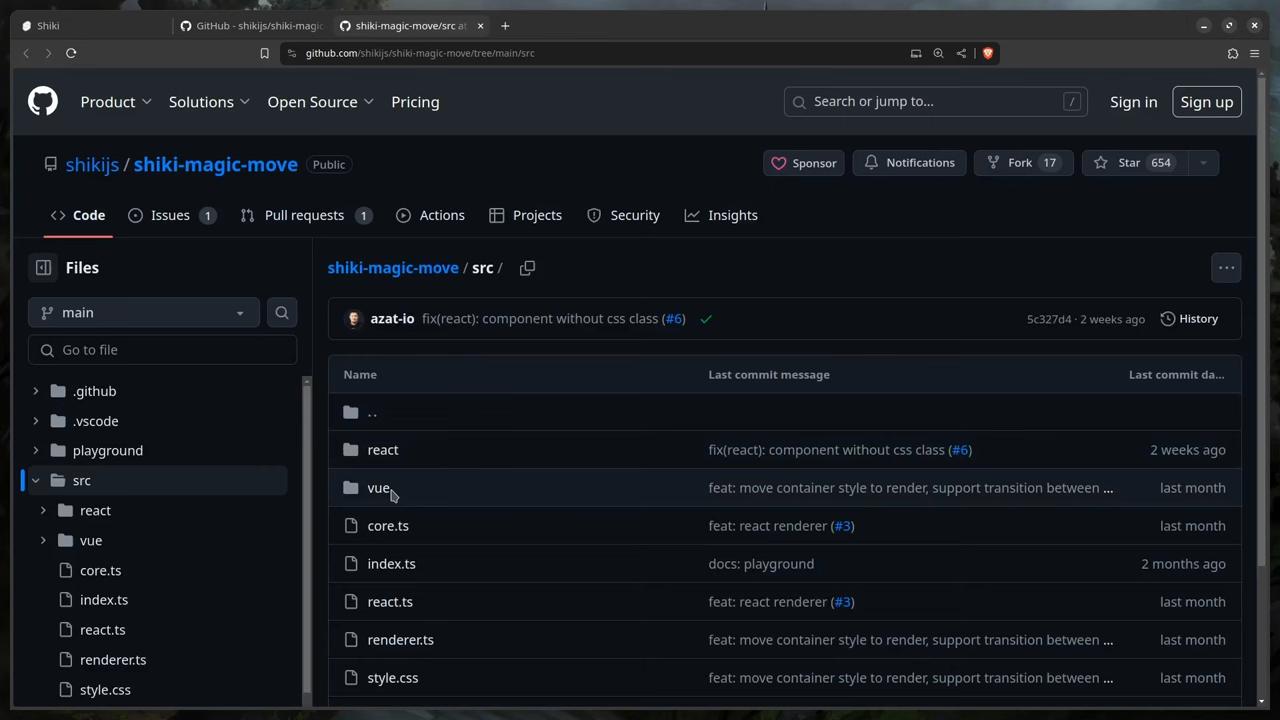 Shiki
GitHub - shikijs/shiki-magic
shiki-magic-move/src at
github.com/shikijs/shiki-magic-move/tree/main/src
Product
Solutions
Open Source
Pricing
Search or jump to...
/
Sign in
Sign up
shikijs / shiki-magic-move
Public
Sponsor
Notifications
Fork 17
Star 654
Code
Issues 1
Pull requests 1
Actions
Projects
Security
Insights
Files
shiki-magic-move / src /
main
azat-io fix(react): component without css class (#6)
5c327d4 · 2 weeks ago
History
Go to file
Name
Last commit message
Last commit da...
.github
. .
.vscode
playground
react
fix(react): component without css class (#6)
2 weeks ago
src
vue
feat: move container style to render, support transition between ...
last month
react
core.ts
feat: react renderer (#3)
last month
vue
index.ts
docs: playground
2 months ago
core.ts
index.ts
react.ts
feat: react renderer (#3)
last month
react.ts
renderer.ts
feat: move container style to render, support transition between ...
last month
renderer.ts
style.css
feat: move container style to render, support transition between ...
last month
style.css